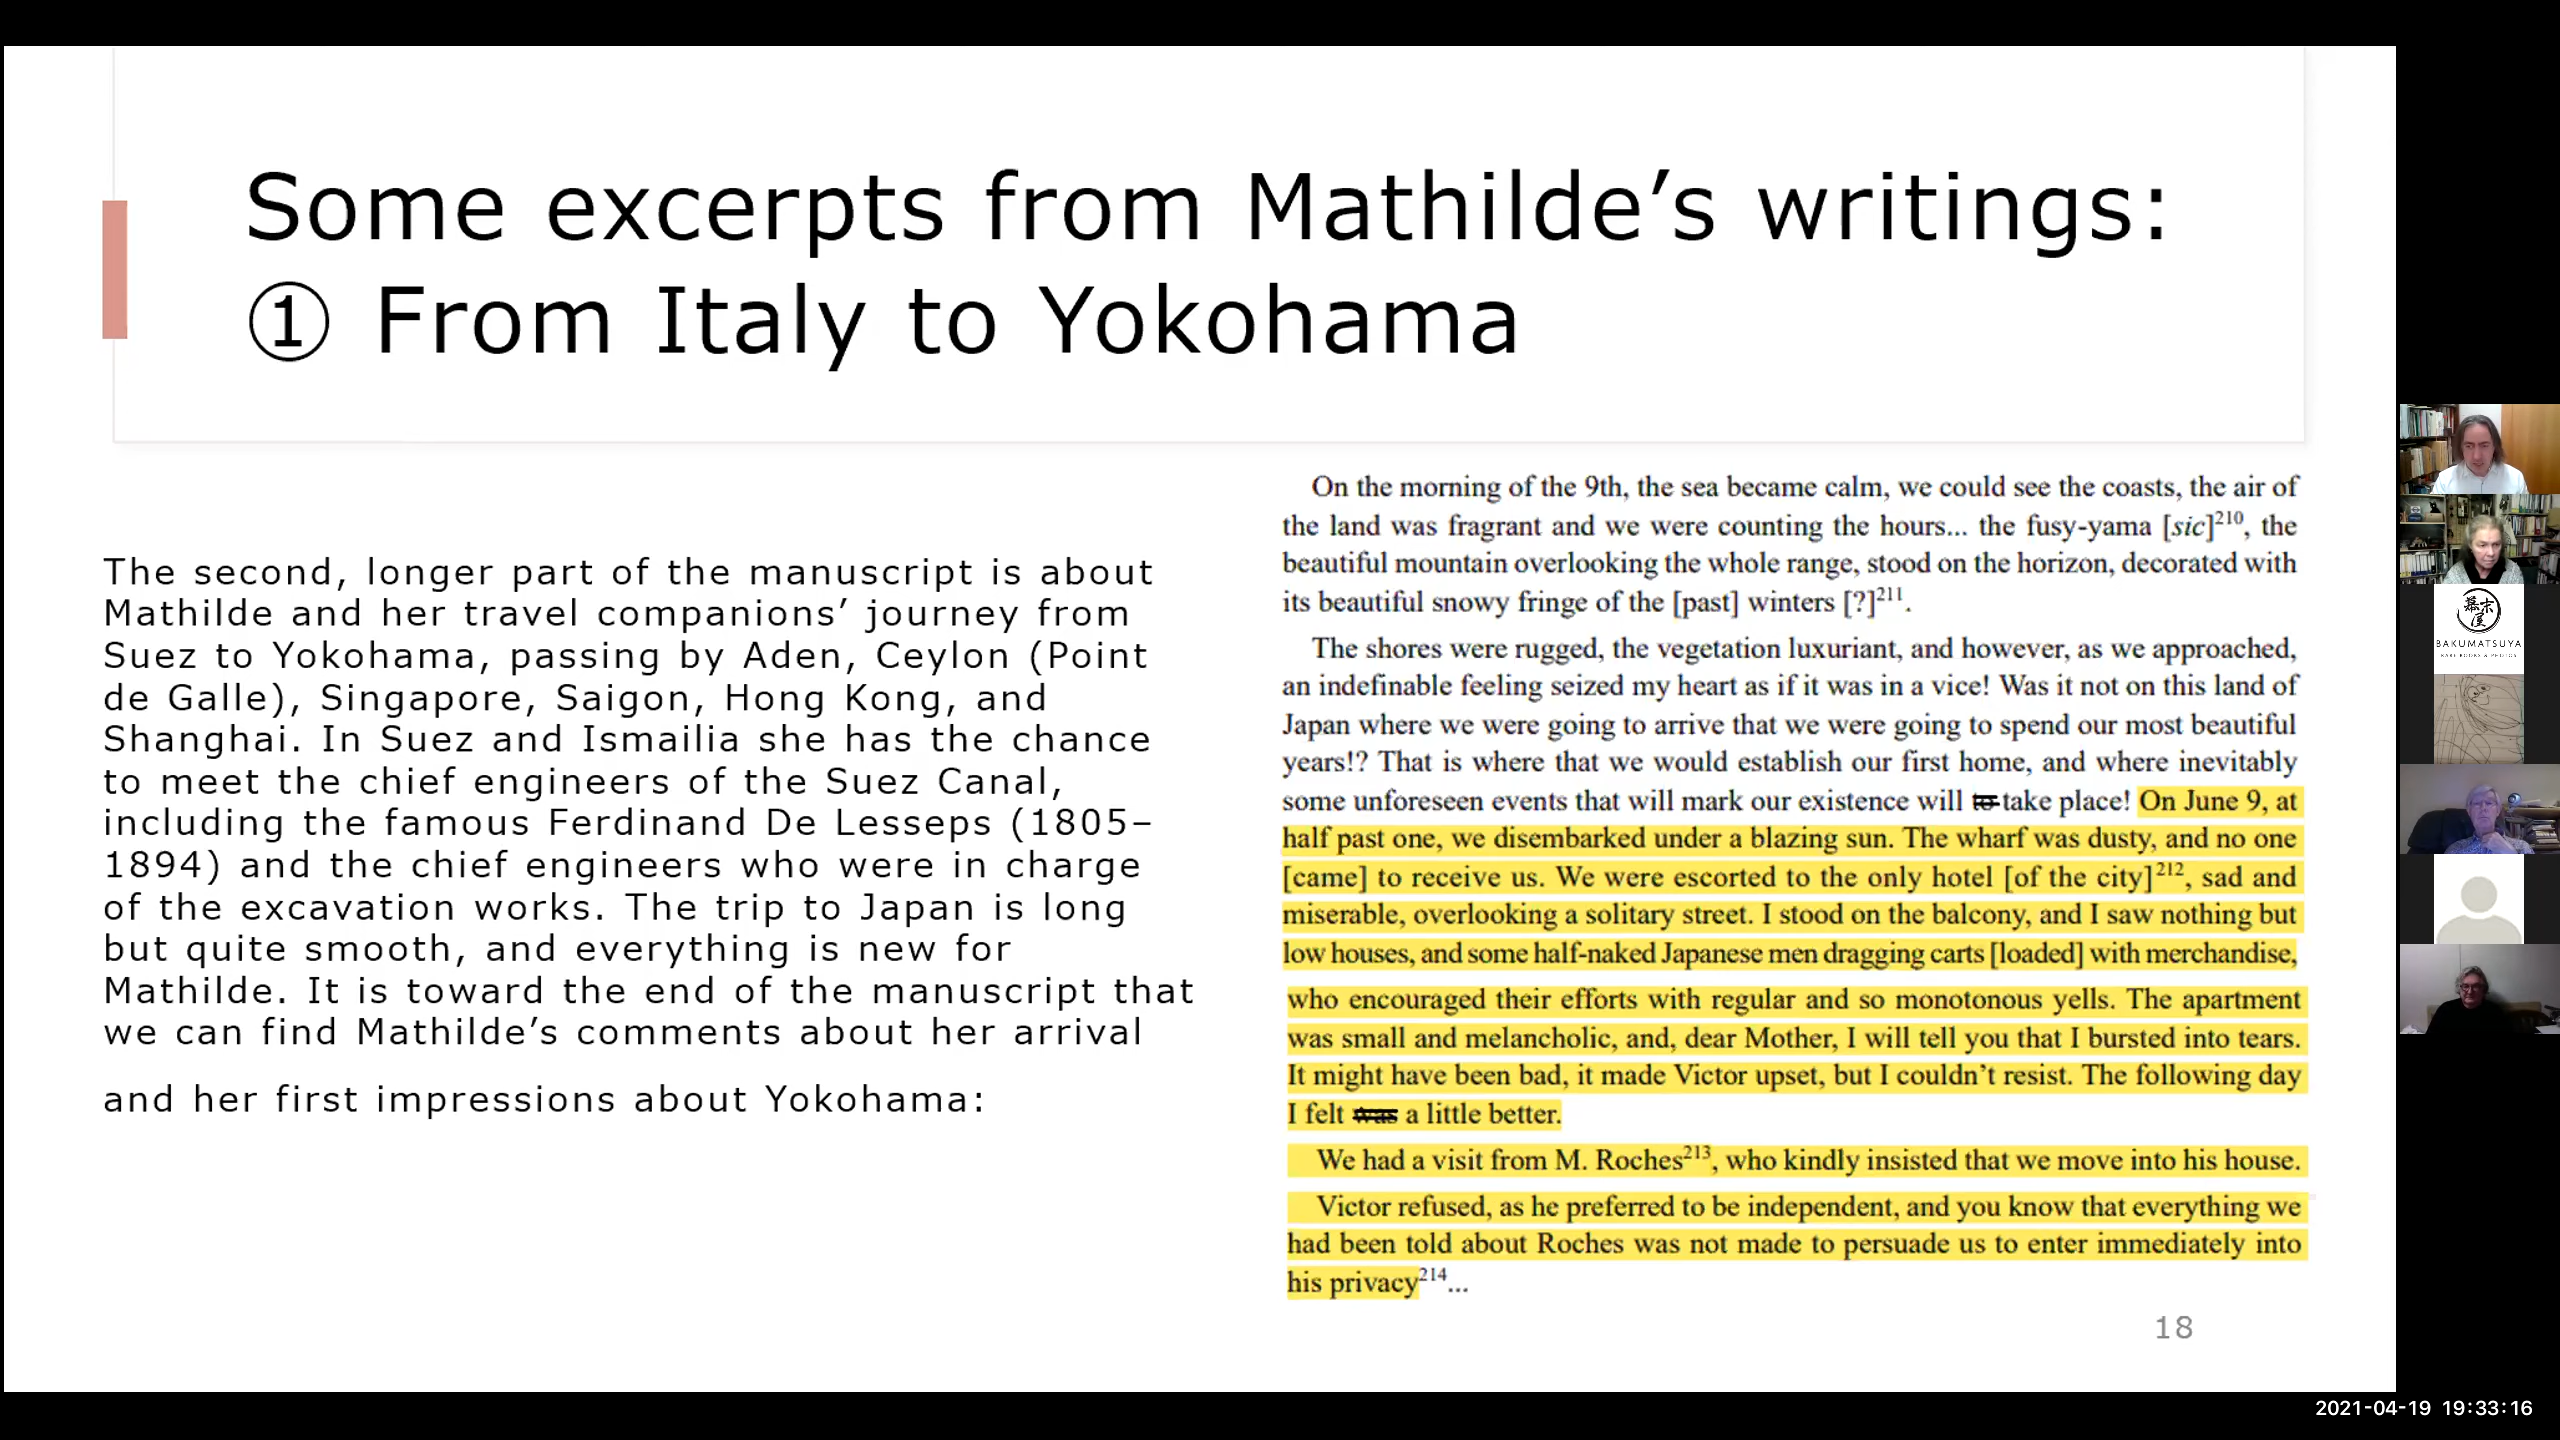 Some excerpts from Mathilde’s writings:
① From Italy to Yokohama
The second, longer part of the manuscript is about
Mathilde and her travel companions’ journey from
Suez to Yokohama, passing by Aden, Ceylon (Point
de Galle), Singapore, Saigon, Hong Kong, and
Shanghai. In Suez and Ismailia she has the chance
to meet the chief engineers of the Suez Canal,
including the famous Ferdinand De Lesseps (1805–
1894) and the chief engineers who were in charge
of the excavation works. The trip to Japan is long
but quite smooth, and everything is new for
Mathilde. It is toward the end of the manuscript that
we can find Mathilde’s comments about her arrival
and her first impressions about Yokohama:
On the morning of the 9th, the sea became calm, we could see the coasts, the air of
the land was fragrant and we were counting the hours... the fusy-yama [sic]210, the
beautiful mountain overlooking the whole range, stood on the horizon, decorated with
its beautiful snowy fringe of the [past] winters [?]211.
The shores were rugged, the vegetation luxuriant, and however, as we approached,
an indefinable feeling seized my heart as if it was in a vice! Was it not on this land of
Japan where we were going to arrive that we were going to spend our most beautiful
years!? That is where that we would establish our first home, and where inevitably
some unforeseen events that will mark our existence will to take place! On June 9, at
half past one, we disembarked under a blazing sun. The wharf was dusty, and no one
[came] to receive us. We were escorted to the only hotel [of the city]212, sad and
miserable, overlooking a solitary street. I stood on the balcony, and I saw nothing but
low houses, and some half-naked Japanese men dragging carts [loaded] with merchandise,
who encouraged their efforts with regular and so monotonous yells. The apartment
was small and melancholic, and, dear Mother, I will tell you that I bursted into tears.
It might have been bad, it made Victor upset, but I couldn’t resist. The following day
I felt was a little better.
We had a visit from M. Roches213, who kindly insisted that we move into his house.
Victor refused, as he preferred to be independent, and you know that everything we
had been told about Roches was not made to persuade us to enter immediately into
his privacy214...
18
幕末屋
BAKUMATSUYA
RARE BOOKS & PHOTOS
2021-04-19 19:33:16